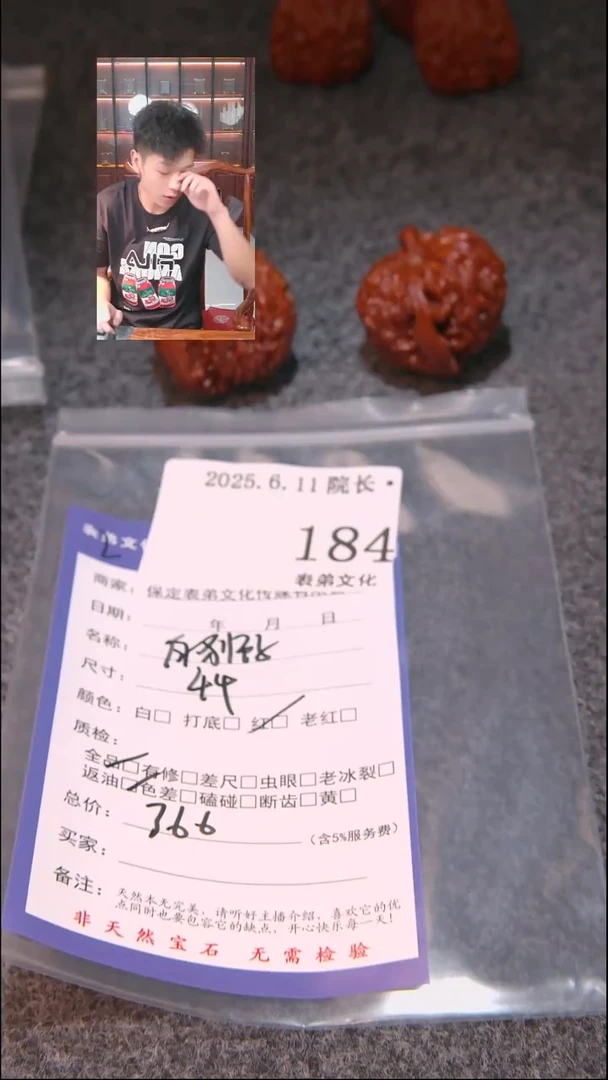 2025.6.11 院长·
184
表弟文化
表弟文
商家：保定表弟文化传
日期： 年 月 日
名称：
尺寸： 44
颜色：白□ 打底□ 红□ 老红□
质检：
全品□有修□差尺□虫眼□老冰裂□
返油□色差□磕碰□断齿□黄□
总价： 366 （含5%服务费）
买家：
备注：天然本无完美，请听好主播介绍，喜欢它的优
点同时也要包容它的缺点，开心快乐每一天！
非天然宝石 无需检验